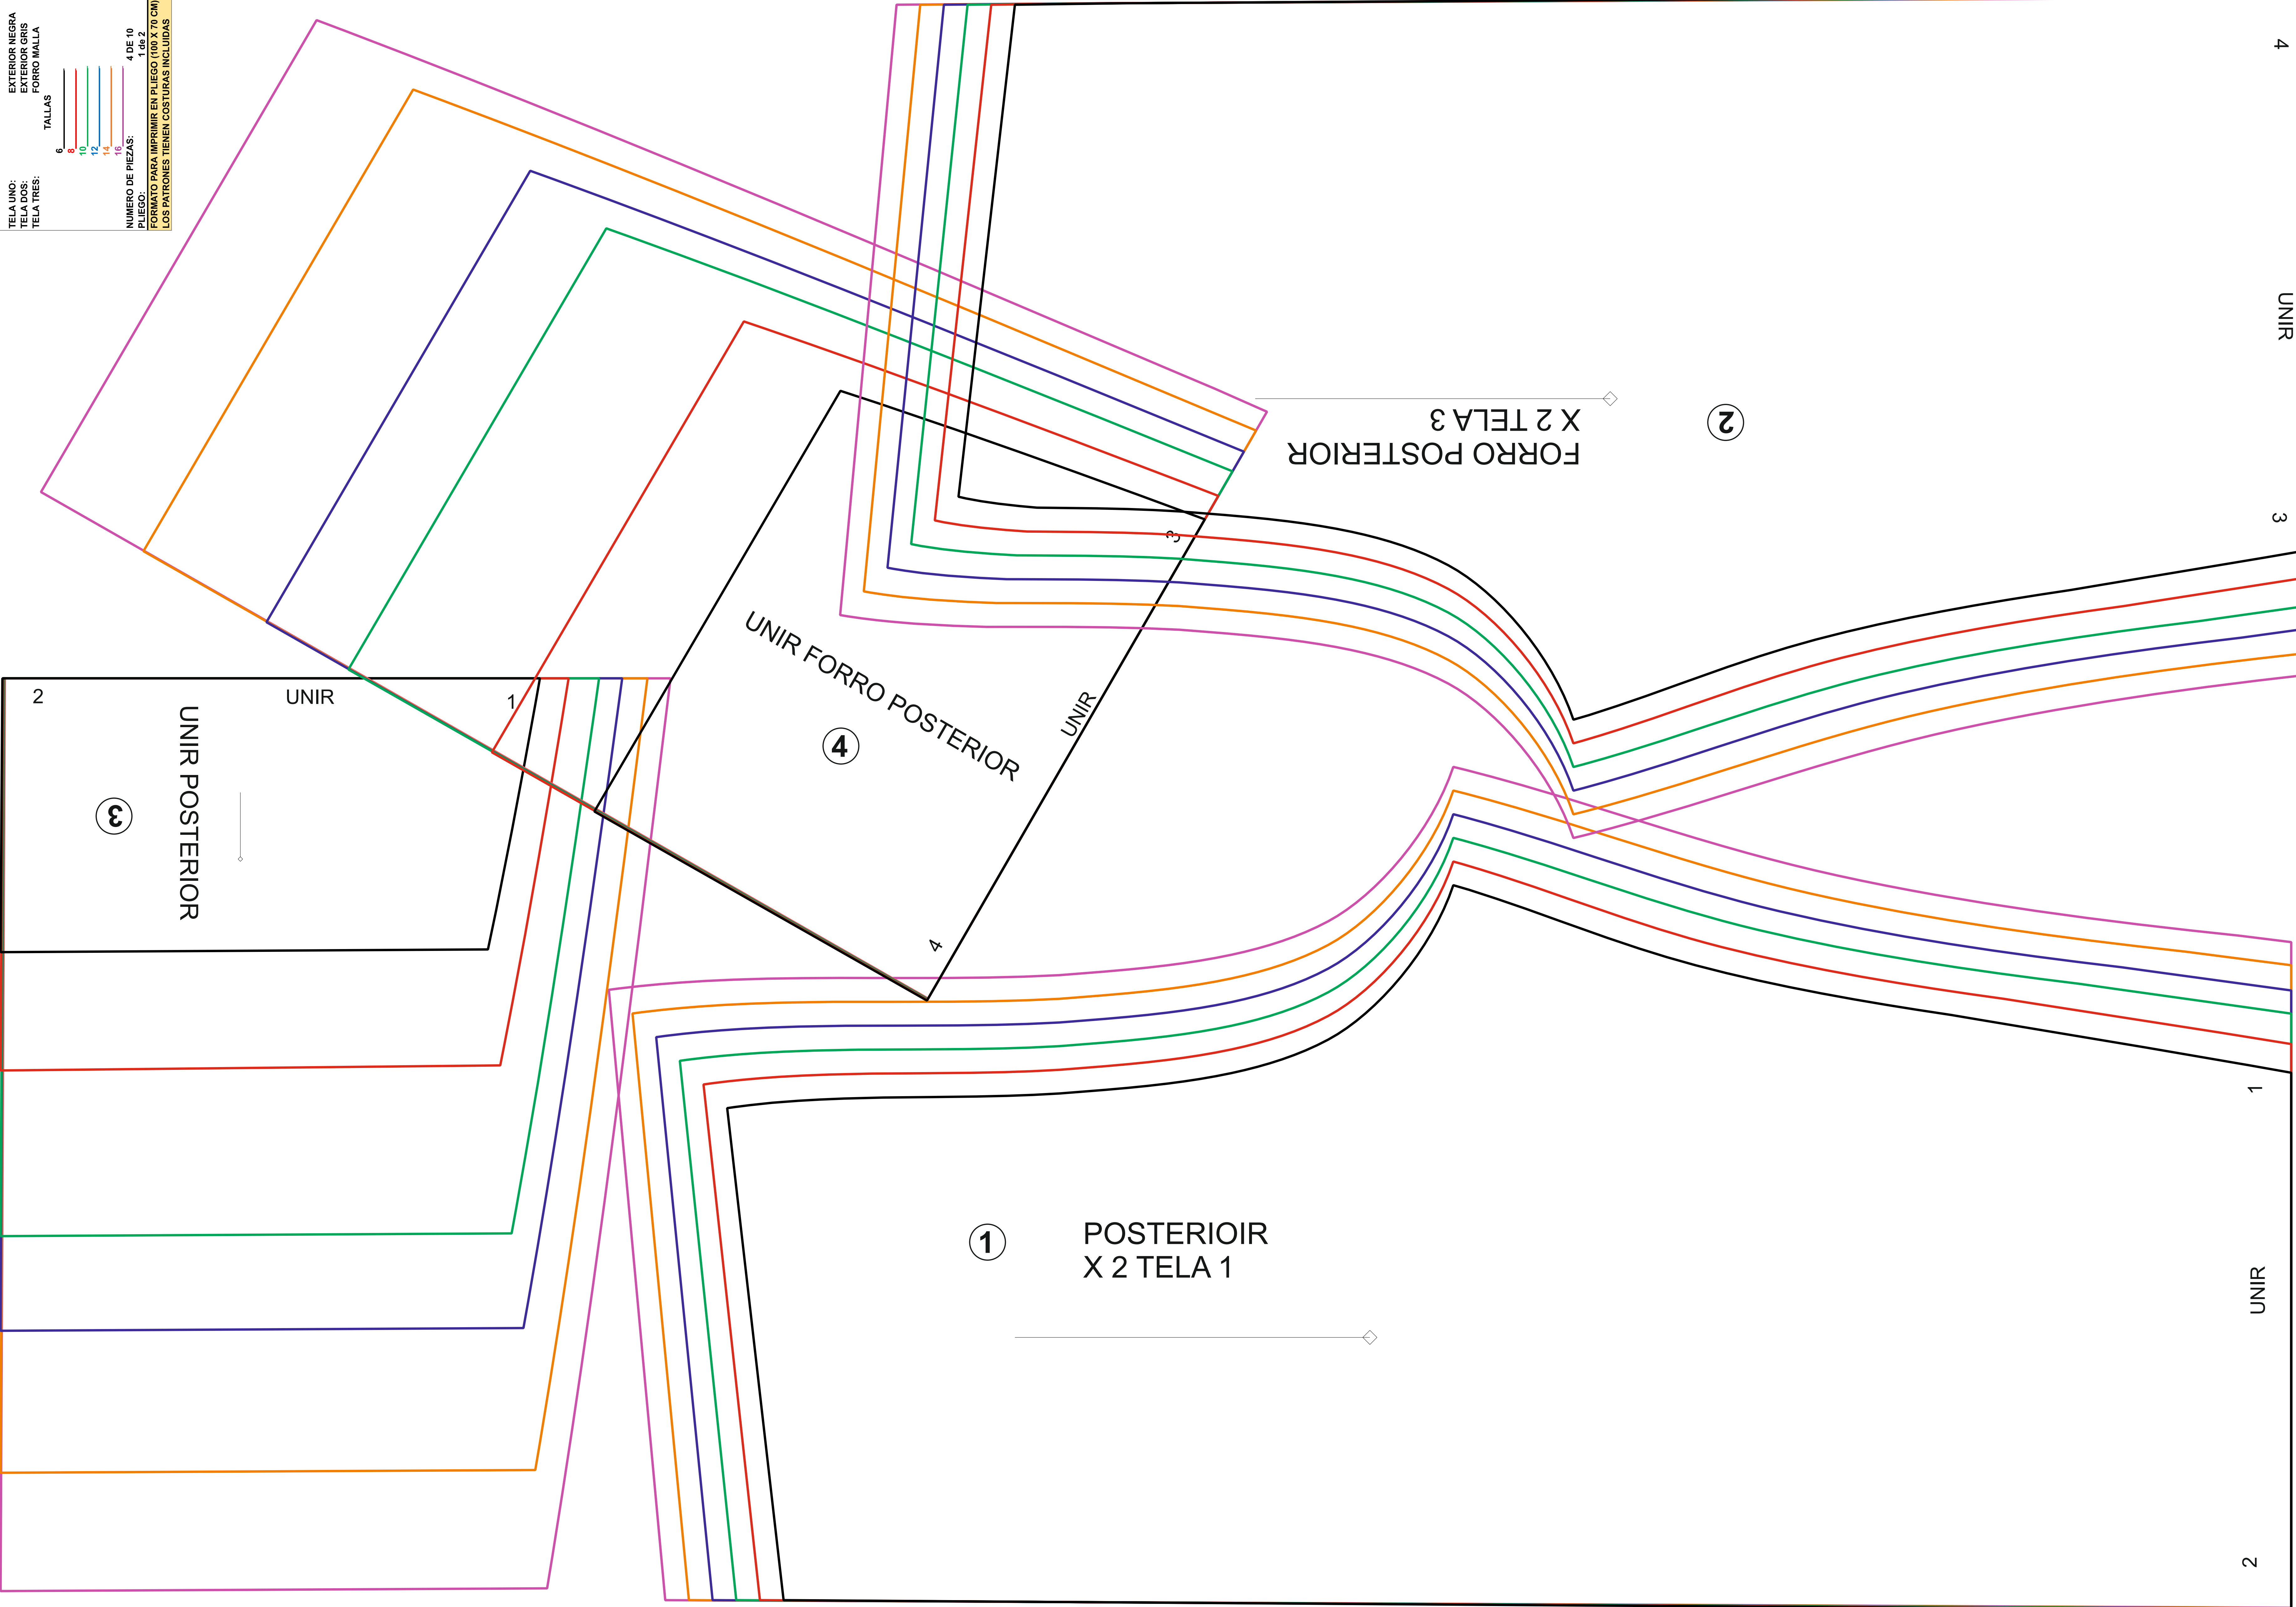 TELA UNO: EXTERIOR NEGRA
TELA DOS: EXTERIOR GRIS
TELA TRES: FORRO MALLA
TALLAS
6
8
10
12
14
16
NUMERO DE PIEZAS: 4 DE 10
PLIEGO: 1 de 2
FORMATO PARA IMPRIMIR EN PLIEGO (100 X 70 CM)
LOS PATRONES TIENEN COSTURAS INCLUIDAS
4
UNIR
3
2
FORRO POSTERIOR
X 2 TELA 3
3
UNIR FORRO POSTERIOR
4
UNIR
4
2
UNIR
1
UNIR POSTERIOR
3
1
POSTERIOIR
X 2 TELA 1
1
UNIR
2